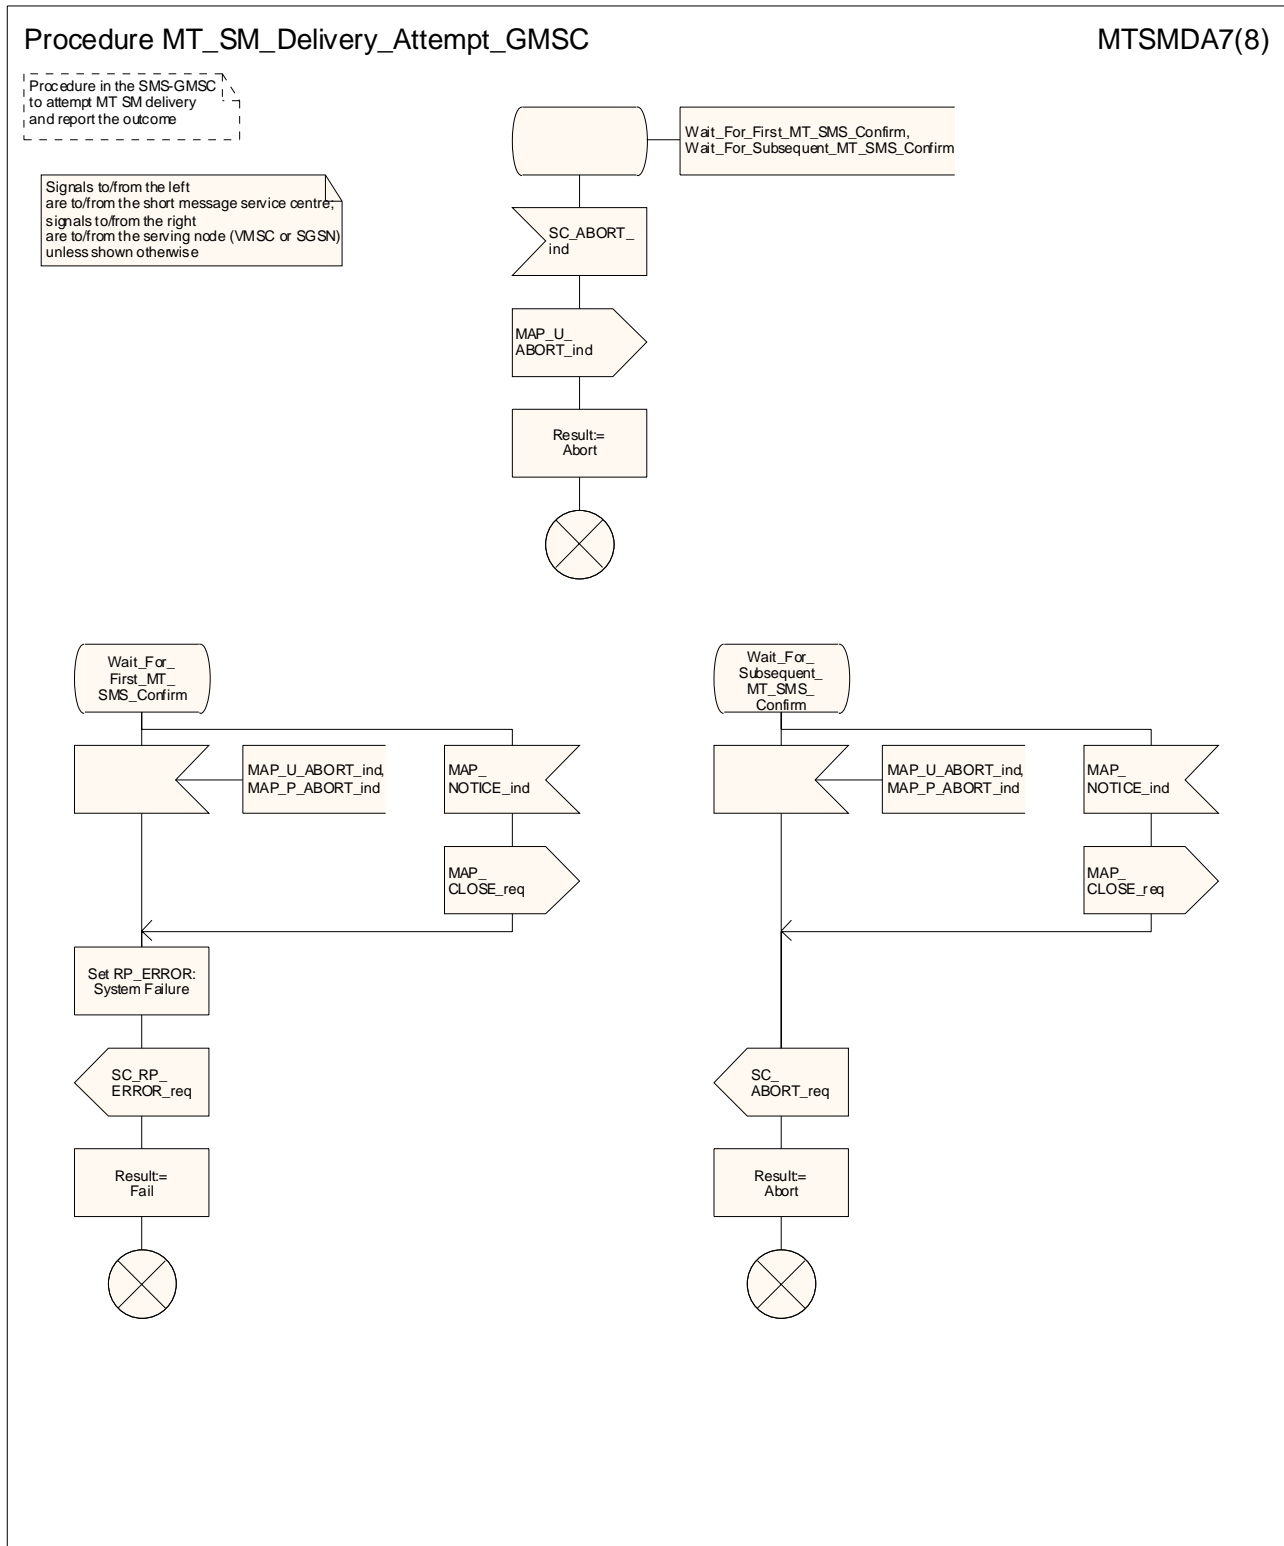 Procedure MT_SM_Delivery_Attempt_GMSC
MTSMDA7(8)
Procedure in the SMS-GMSC
to attempt MT SM delivery
and report the outcome
Signals to/from the left
are to/from the short message service centre;
signals to/from the right
are to/from the serving node (VMSC or SGSN)
unless shown otherwise
Wait_For_First_MT_SMS_Confirm,
Wait_For_Subsequent_MT_SMS_Confirm
SC_ABORT_
ind
MAP_U_
ABORT_ind
Result:=
Abort
Wait_For_
First_MT_
SMS_Confirm
MAP_U_ABORT_ind,
MAP_P_ABORT_ind
MAP_
NOTICE_ind
MAP_
CLOSE_req
Set RP_ERROR:
System Failure
SC_RP_
ERROR_req
Result:=
Fail
Wait_For_
Subsequent_
MT_SMS_
Confirm
MAP_U_ABORT_ind,
MAP_P_ABORT_ind
MAP_
NOTICE_ind
MAP_
CLOSE_req
SC_
ABORT_req
Result:=
Abort